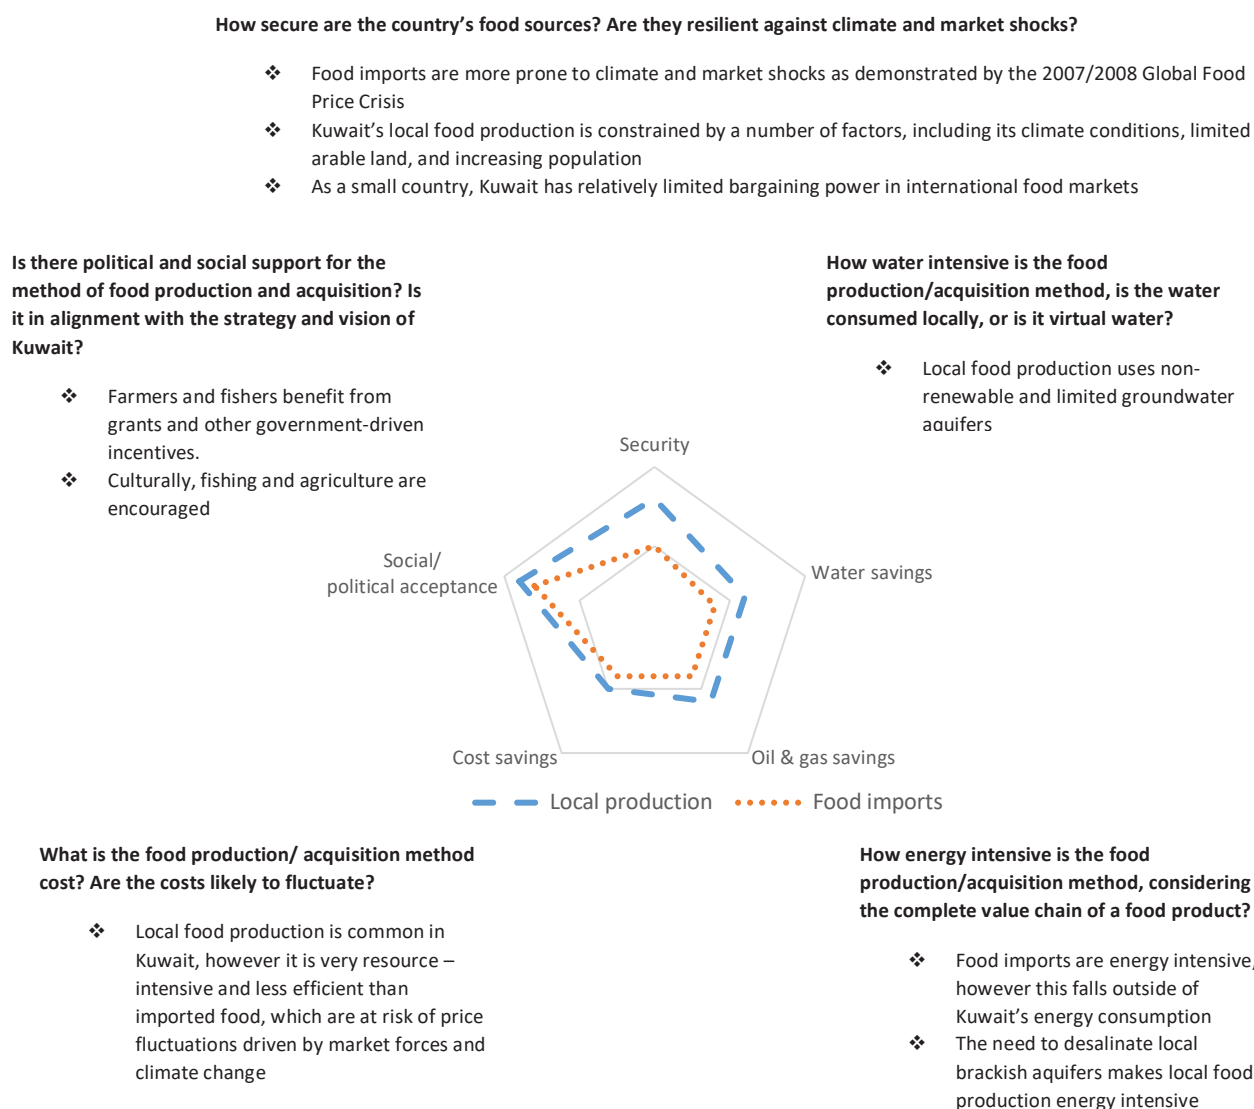 How secure are the country’s food sources? Are they resilient against climate and market shocks?
❖ Food imports are more prone to climate and market shocks as demonstrated by the 2007/2008 Global Food
Price Crisis
❖ Kuwait’s local food production is constrained by a number of factors, including its climate conditions, limited
arable land, and increasing population
❖ As a small country, Kuwait has relatively limited bargaining power in international food markets
Is there political and social support for the
method of food production and acquisition? Is
it in alignment with the strategy and vision of
Kuwait?
❖ Farmers and fishers benefit from
grants and other government-driven
incentives.
❖ Culturally, fishing and agriculture are
encouraged
How water intensive is the food
production/acquisition method, is the water
consumed locally, or is it virtual water?
❖ Local food production uses non-
renewable and limited groundwater
aquifers
Security
Social/
political acceptance
Water savings
Cost savings
Oil & gas savings
Local production
Food imports
What is the food production/ acquisition method
cost? Are the costs likely to fluctuate?
❖ Local food production is common in
Kuwait, however it is very resource –
intensive and less efficient than
imported food, which are at risk of price
fluctuations driven by market forces and
climate change
How energy intensive is the food
production/acquisition method, considering
the complete value chain of a food product?
❖ Food imports are energy intensive,
however this falls outside of
Kuwait’s energy consumption
❖ The need to desalinate local
brackish aquifers makes local food
production energy intensive